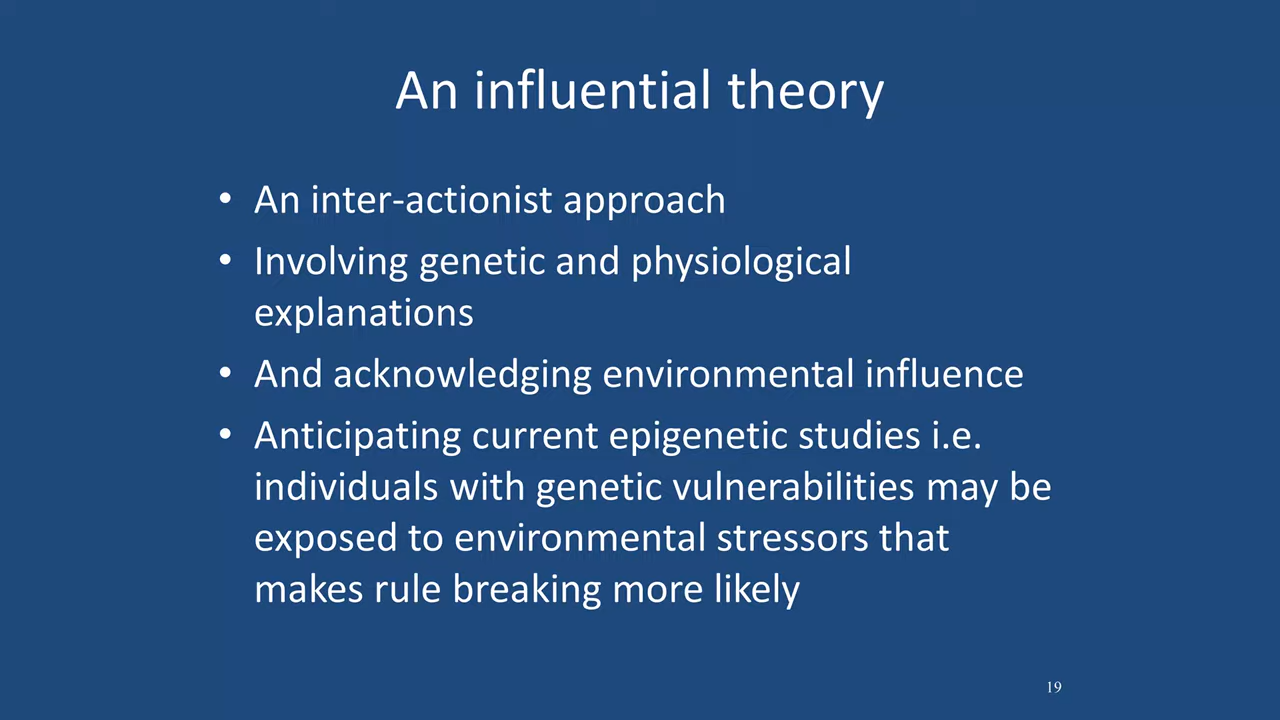 An influential theory
• An inter-actionist approach
• Involving genetic and physiological
explanations
• And acknowledging environmental influence
• Anticipating current epigenetic studies i.e.
individuals with genetic vulnerabilities may be
exposed to environmental stressors that
makes rule breaking more likely
19